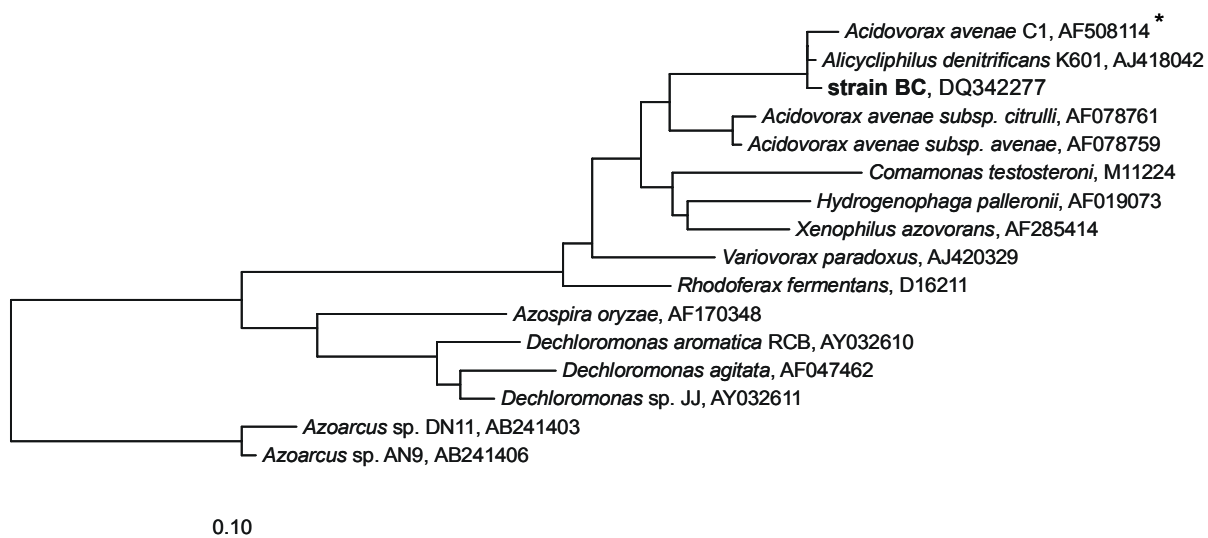 Acidovorax avenae C1, AF508114 *
Alicycliphilus denitrificans K601, AJ418042
strain BC, DQ342277
Acidovorax avenae subsp. citrulli, AF078761
Acidovorax avenae subsp. avenae, AF078759
Comamonas testosteroni, M11224
Hydrogenophaga palleronii, AF019073
Xenophilus azovorans, AF285414
Variovorax paradoxus, AJ420329
Rhodoferax fermentans, D16211
Azospira oryzae, AF170348
Dechloromonas aromatica RCB, AY032610
Dechloromonas agitata, AF047462
Dechloromonas sp. JJ, AY032611
Azoarcus sp. DN11, AB241403
Azoarcus sp. AN9, AB241406
0.10